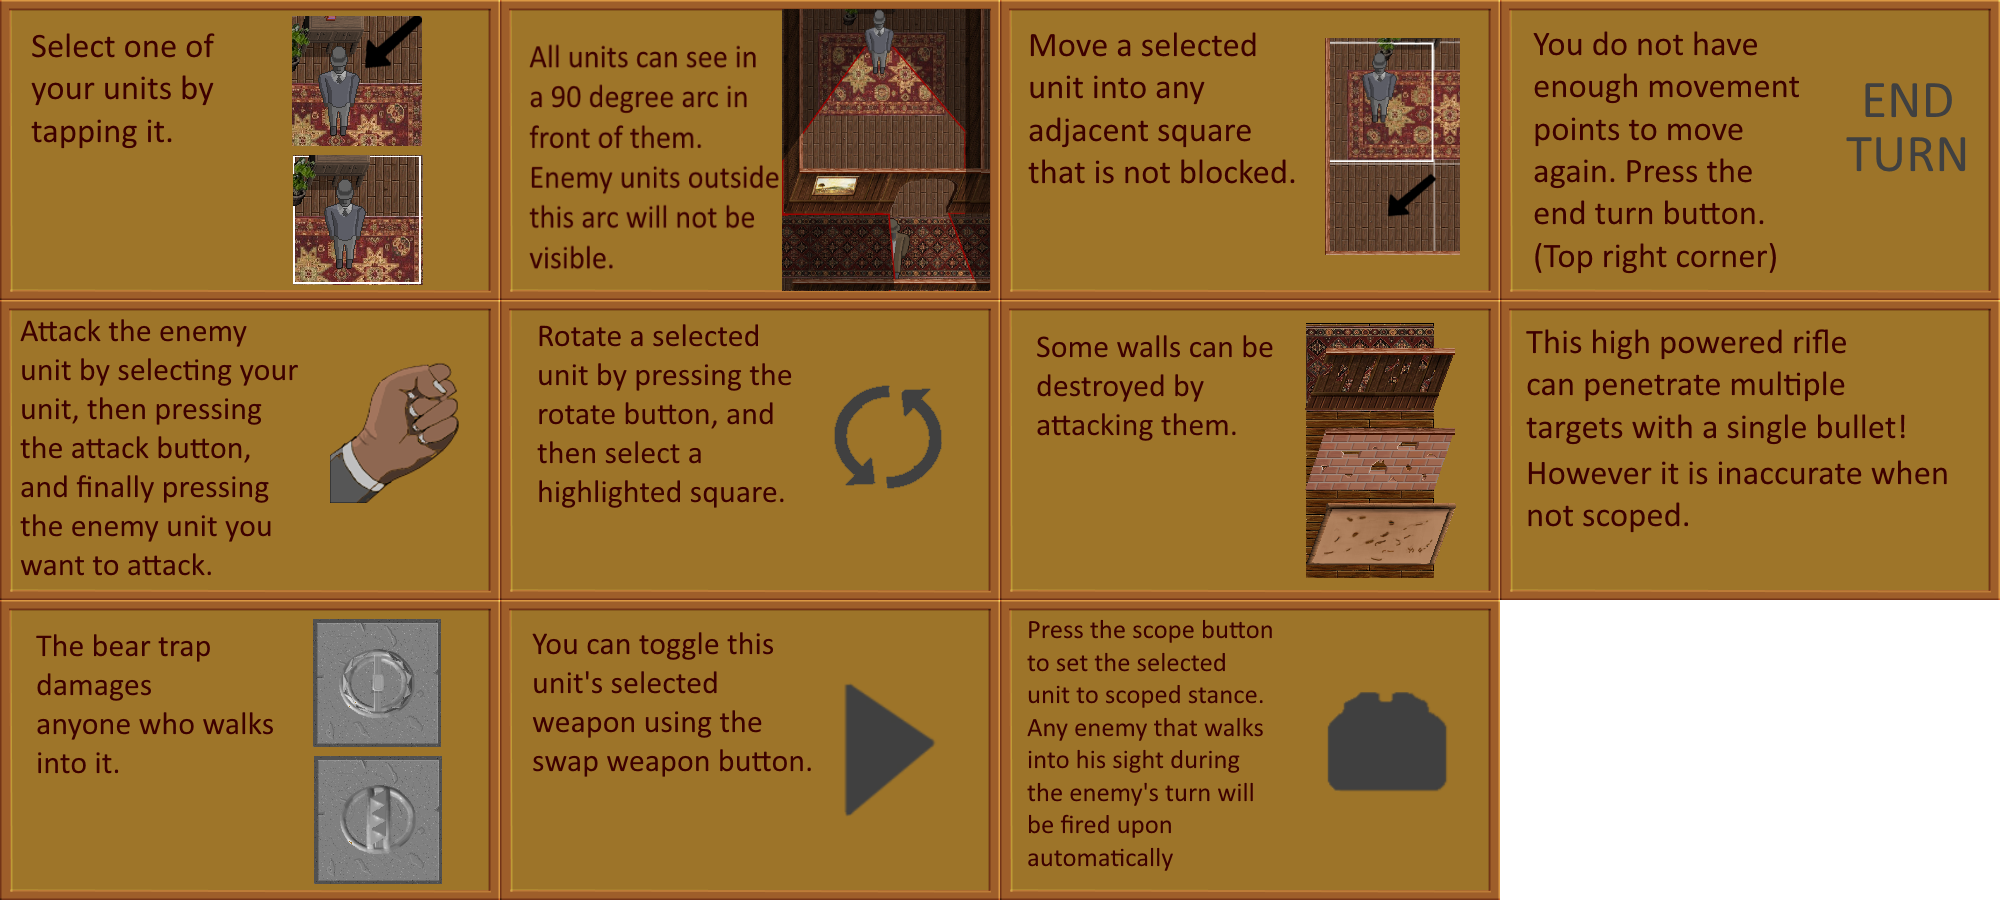 Select one of
your units by
tapping it.
All units can see in
a 90 degree arc in
front of them.
Enemy units outside
this arc will not be
visible.
Move a selected
unit into any
adjacent square
that is not blocked.
You do not have
enough movement
points to move
again. Press the
end turn button.
(Top right corner)
END
TURN
Attack the enemy
unit by selecting your
unit, then pressing
the attack button,
and finally pressing
the enemy unit you
want to attack.
Rotate a selected
unit by pressing the
rotate button, and
then select a
highlighted square.
Some walls can be
destroyed by
attacking them.
This high powered rifle
can penetrate multiple
targets with a single bullet!
However it is inaccurate when
not scoped.
The bear trap
damages
anyone who walks
into it.
You can toggle this
unit's selected
weapon using the
swap weapon button.
Press the scope button
to set the selected
unit to scoped stance.
Any enemy that walks
into his sight during
the enemy's turn will
be fired upon
automatically